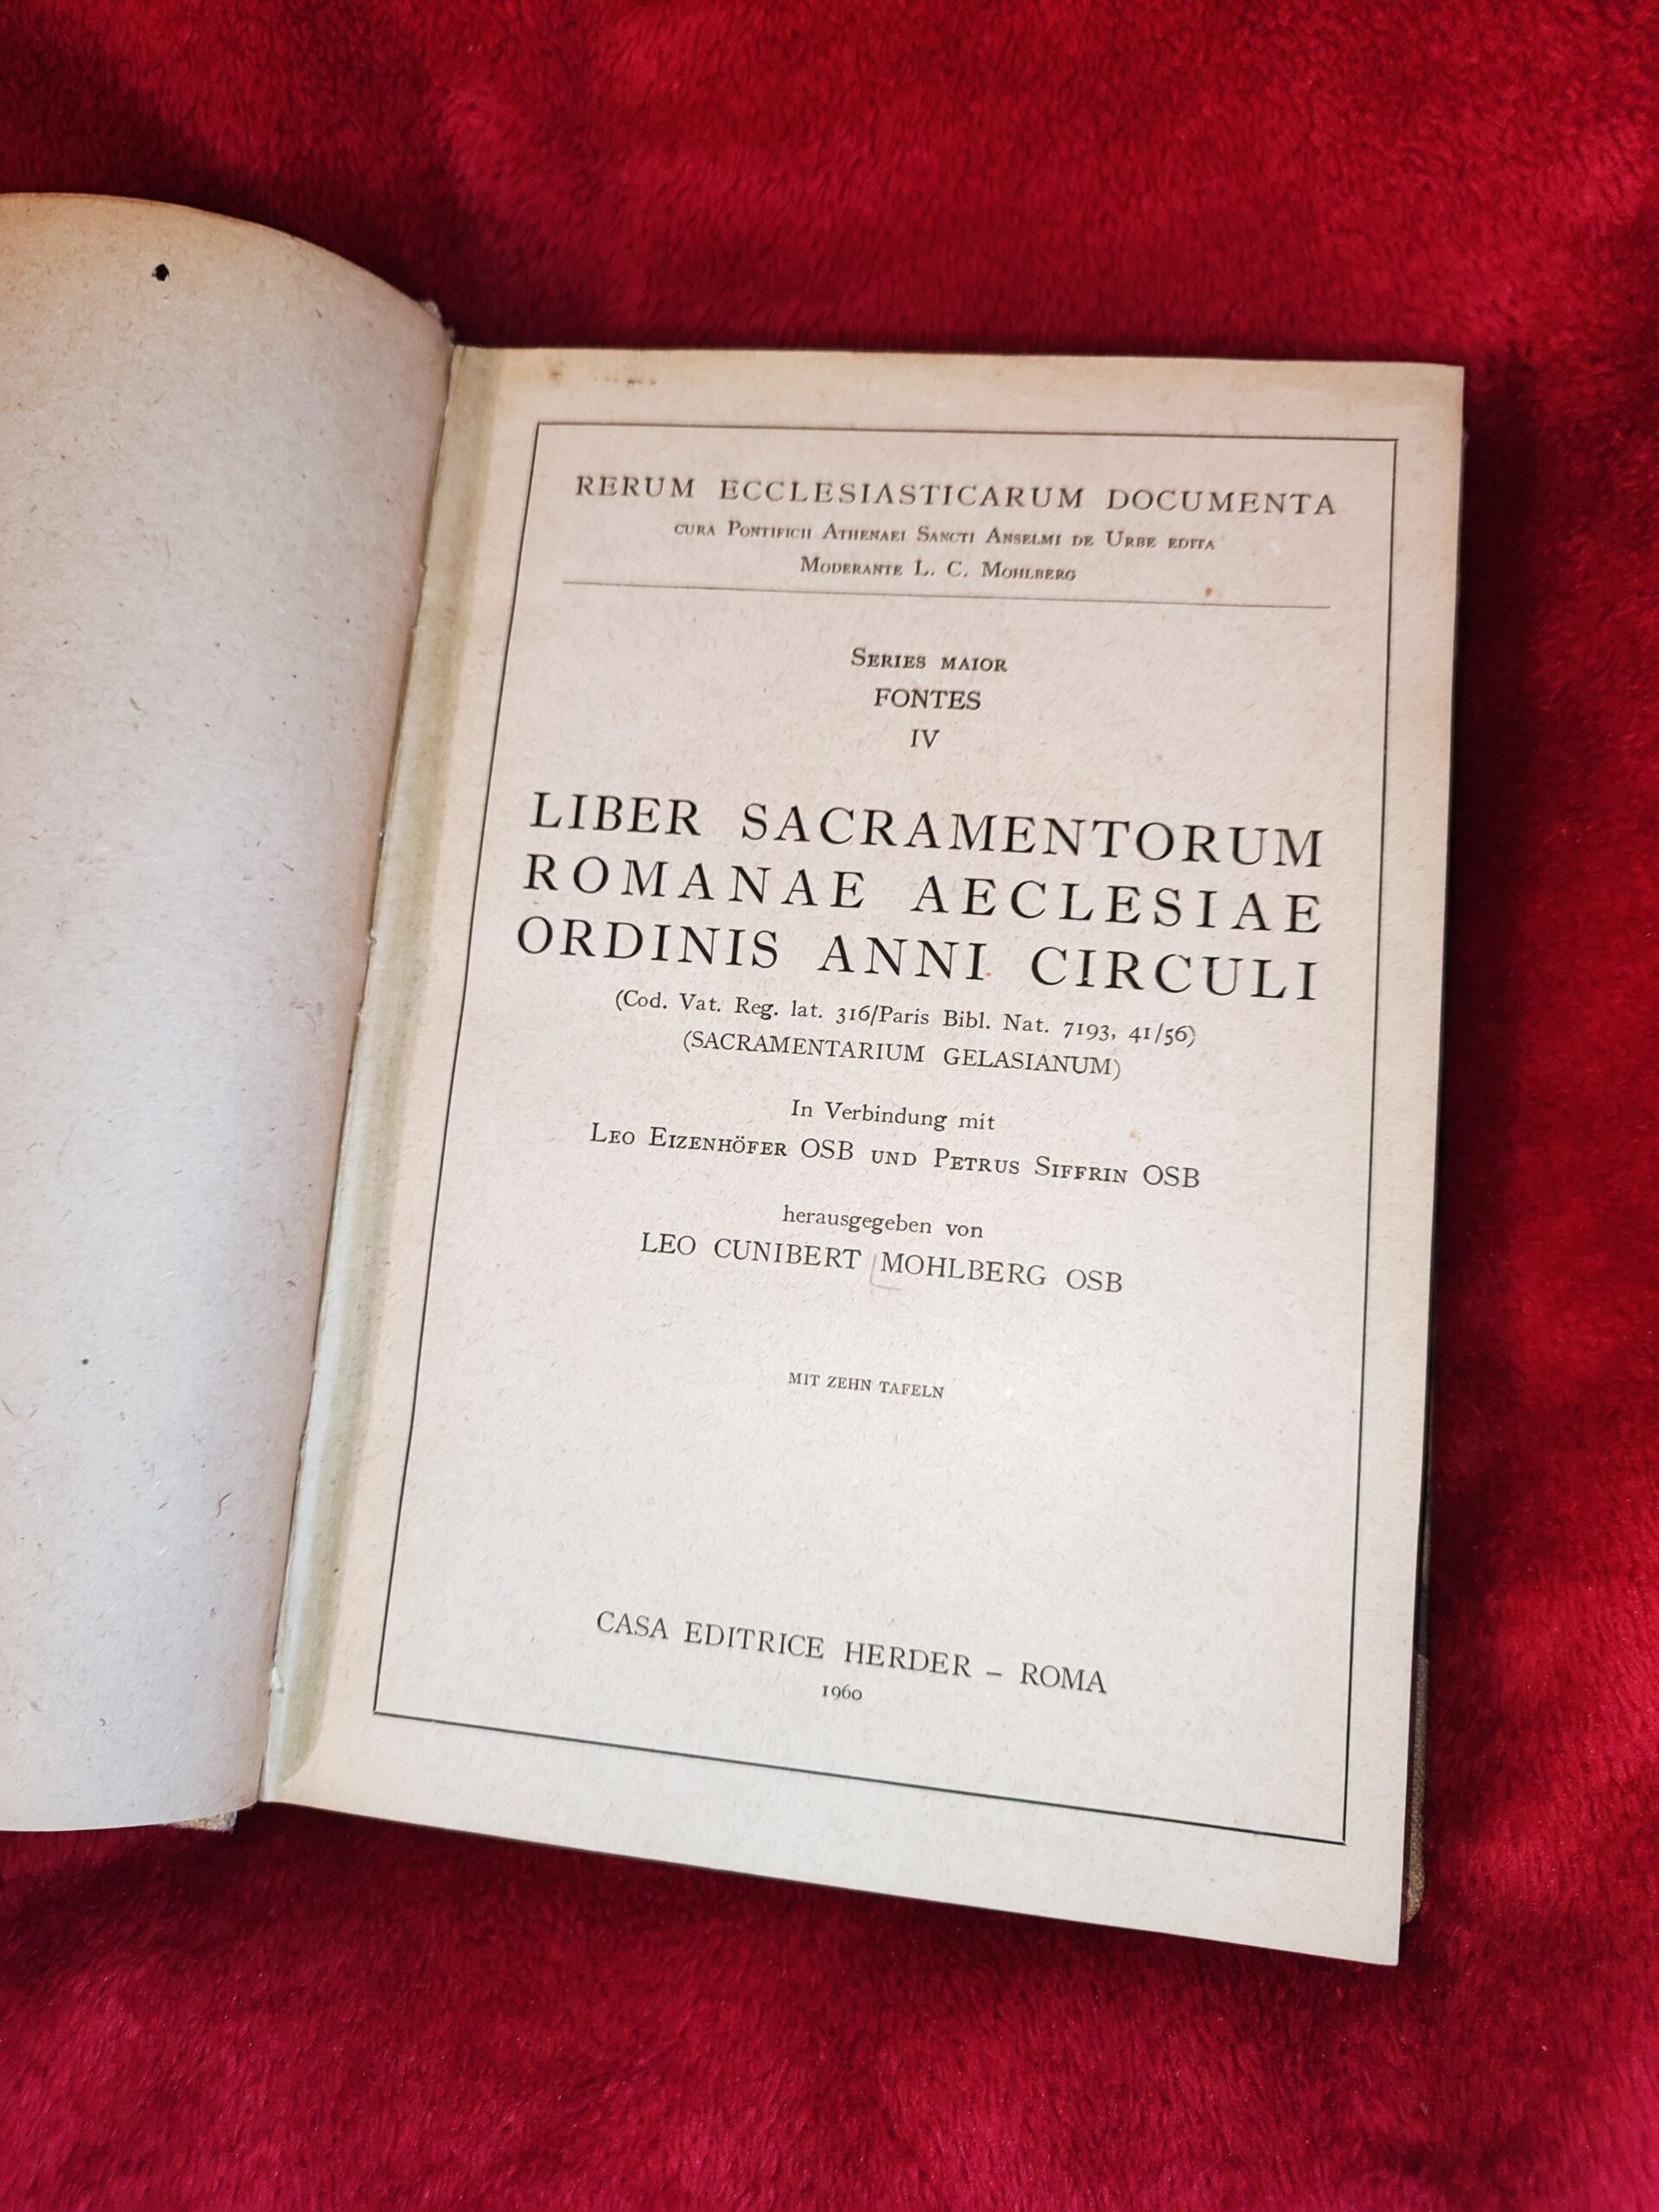 RERUM ECCLESIASTICARUM DOCUMENTA
CURA PONTIFICII ATHENAEI SANCTI ANSELMI DE URBE EDITA
MODERANTE L. C. MOHLBERG
SERIES MAIOR
FONTES
IV
LIBER SACRAMENTORUM
ROMANAE AECLESIAE
ORDINIS ANNI CIRCULI
(Cod. Vat. Reg. lat. 316/Paris Bibl. Nat. 7193, 41/56)
(SACRAMENTARIUM GELASIANUM)
In Verbindung mit
LEO EIZENHÖFER OSB UND PETRUS SIFFRIN OSB
herausgegeben von
LEO CUNIBERT MOHLBERG OSB
MIT ZEHN TAFELN
CASA EDITRICE HERDER – ROMA
1960